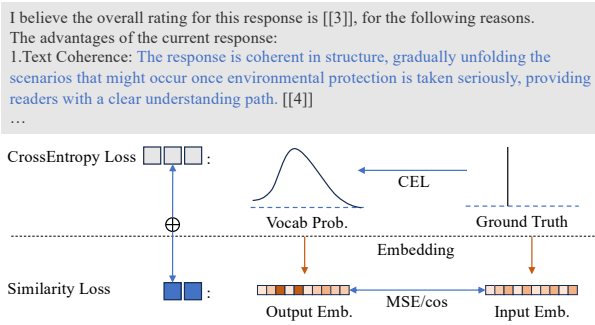 I believe the overall rating for this response is [[3]], for the following reasons.
The advantages of the current response:
1.Text Coherence: The response is coherent in structure, gradually unfolding the
scenarios that might occur once environmental protection is taken seriously, providing
readers with a clear understanding path. [[4]]
…
CrossEntropy Loss :
CEL
Vocab Prob.
Ground Truth
Embedding
Similarity Loss :
MSE/cos
Output Emb.
Input Emb.